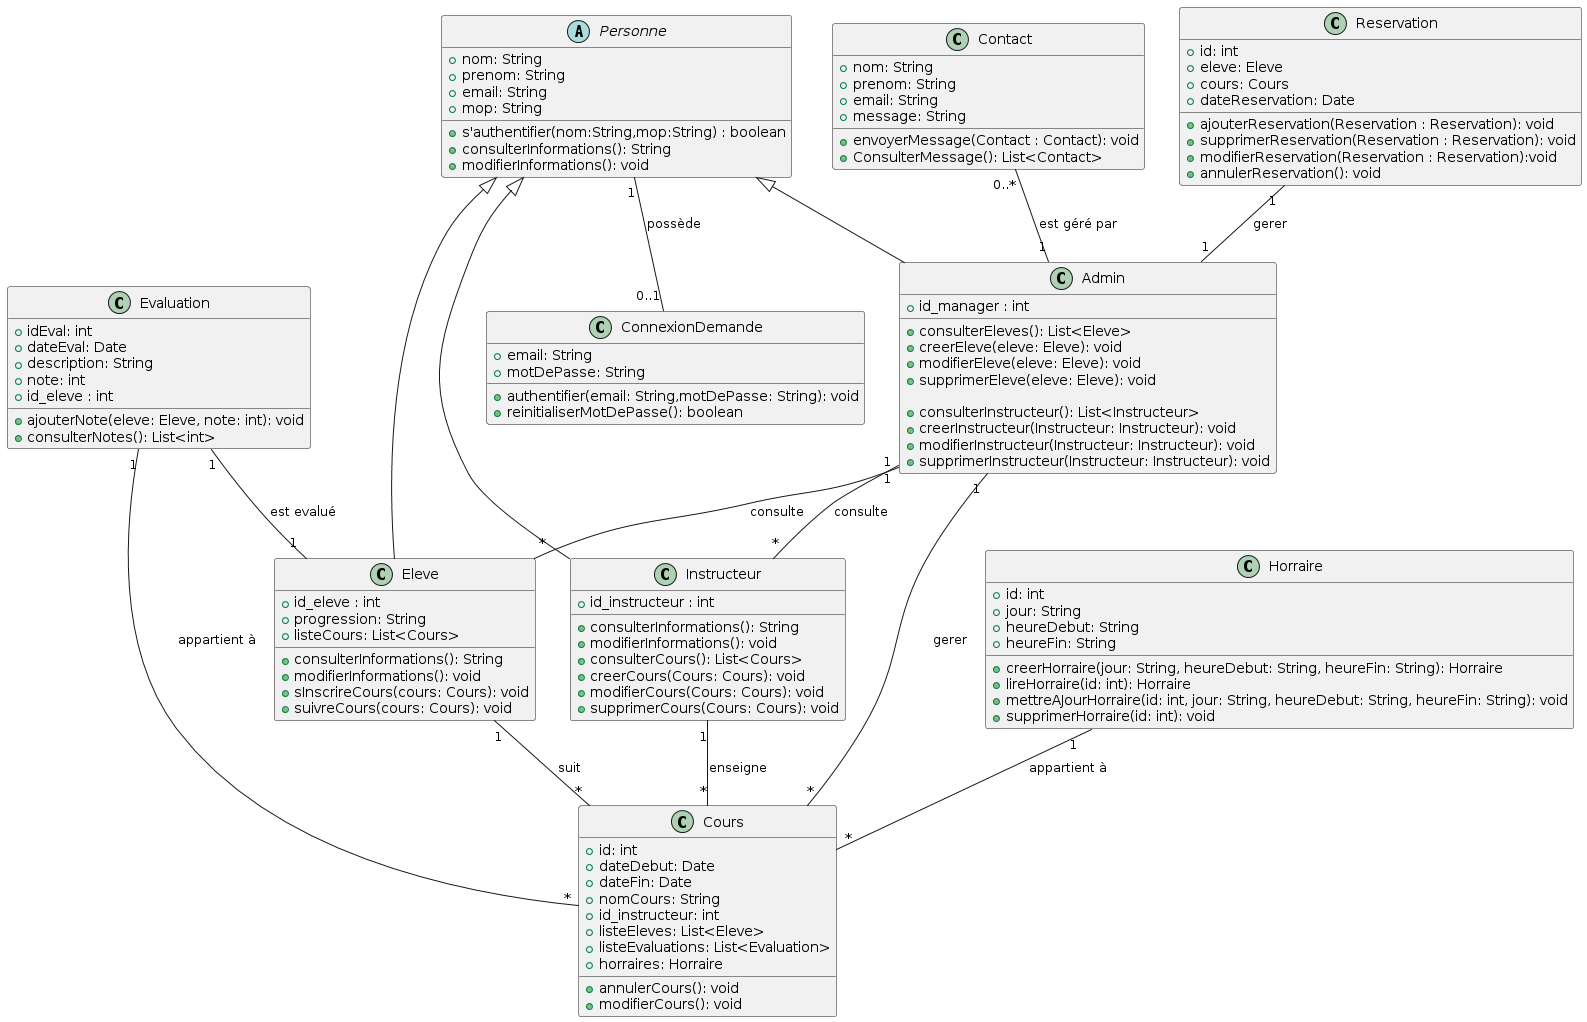 A Personne
+ nom: String
+ prenom: String
+ email: String
+ mop: String
s'authentifier(nom:String,mop:String) : boolean
consulterInformations(): String
modifierInformations(): void
C Contact
nom: String
prenom: String
email: String
message: String
envoyerMessage(Contact : Contact): void
ConsulterMessage(): List<Contact>
C Reservation
id: int
eleve: Eleve
cours: Cours
dateReservation: Date
ajouterReservation(Reservation : Reservation): void
supprimerReservation(Reservation : Reservation): void
modifierReservation(Reservation : Reservation):void
annulerReservation(): void
1
possède
0..1
0..*
est géré par
1
1
gerer
1
C Evaluation
idEval: int
dateEval: Date
description: String
note: int
id_eleve : int
ajouterNote(eleve: Eleve, note: int): void
consulterNotes(): List<int>
C ConnexionDemande
email: String
motDePasse: String
authentifier(email: String,motDePasse: String): void
reinitialiserMotDePasse(): boolean
C Admin
id_manager : int
consulterEleves(): List<Eleve>
creerEleve(eleve: Eleve): void
modifierEleve(eleve: Eleve): void
supprimerEleve(eleve: Eleve): void
consulterInstructeur(): List<Instructeur>
creerInstructeur(Instructeur: Instructeur): void
modifierInstructeur(Instructeur: Instructeur): void
supprimerInstructeur(Instructeur: Instructeur): void
1
1
est evalué
1
1
1
consulte
consulte
*
*
1
appartient à
gerer
C Eleve
id_eleve : int
progression: String
listeCours: List<Cours>
consulterInformations(): String
modifierInformations(): void
sInscrireCours(cours: Cours): void
suivreCours(cours: Cours): void
C Instructeur
id_instructeur : int
consulterInformations(): String
modifierInformations(): void
consulterCours(): List<Cours>
creerCours(Cours: Cours): void
modifierCours(Cours: Cours): void
supprimerCours(Cours: Cours): void
C Horraire
id: int
jour: String
heureDebut: String
heureFin: String
creerHorraire(jour: String, heureDebut: String, heureFin: String): Horraire
lireHorraire(id: int): Horraire
mettreAJourHorraire(id: int, jour: String, heureDebut: String, heureFin: String): void
supprimerHorraire(id: int): void
1
suit
*
1
enseigne
*
*
1
appartient à
*
*
C Cours
id: int
dateDebut: Date
dateFin: Date
nomCours: String
id_instructeur: int
listeEleves: List<Eleve>
listeEvaluations: List<Evaluation>
horraires: Horraire
annulerCours(): void
modifierCours(): void